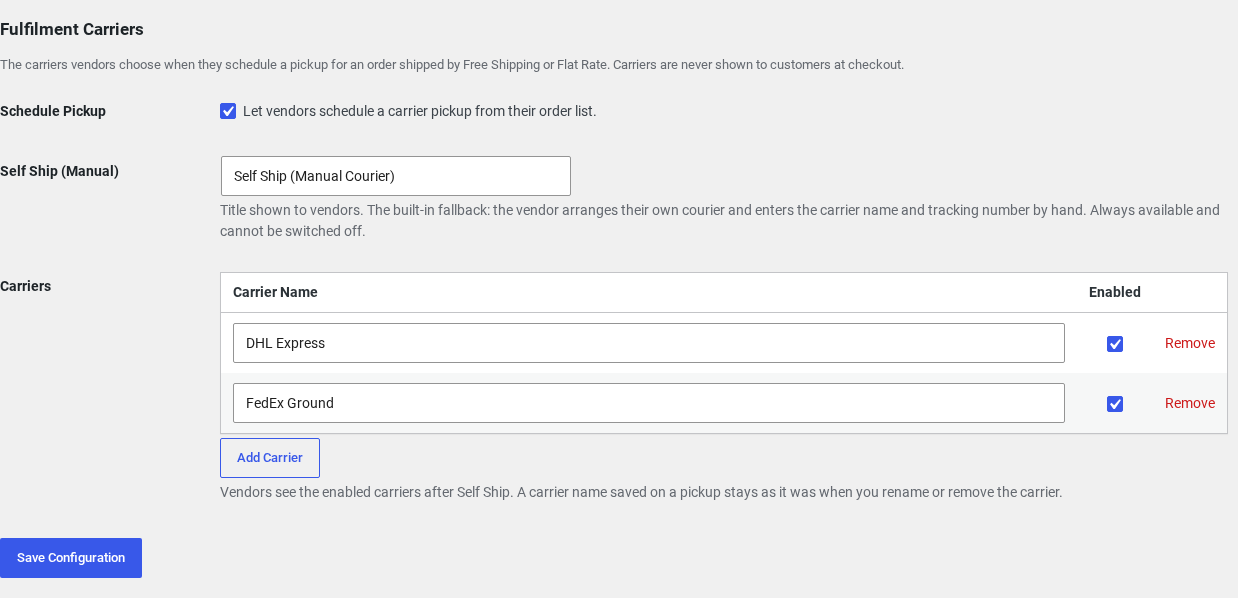 Fulfilment Carriers
The carriers vendors choose when they schedule a pickup for an order shipped by Free Shipping or Flat Rate. Carriers are never shown to customers at checkout.
Schedule Pickup
Let vendors schedule a carrier pickup from their order list.
Self Ship (Manual)
Self Ship (Manual Courier)
Title shown to vendors. The built-in fallback: the vendor arranges their own courier and enters the carrier name and tracking number by hand. Always available and
cannot be switched off.
Carriers
Carrier Name Enabled
DHL Express Remove
FedEx Ground Remove
Add Carrier
Vendors see the enabled carriers after Self Ship. A carrier name saved on a pickup stays as it was when you rename or remove the carrier.
Save Configuration